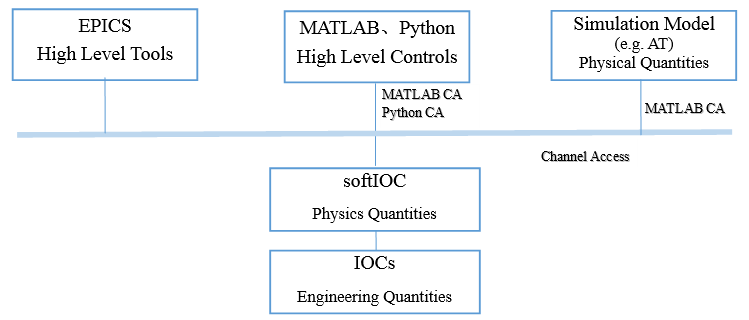 EPICS
High Level Tools
MATLAB、Python
High Level Controls
Simulation Model
(e.g. AT)
Physical Quantities
MATLAB CA
Python CA
MATLAB CA
Channel Access
softIOC
Physics Quantities
IOCs
Engineering Quantities